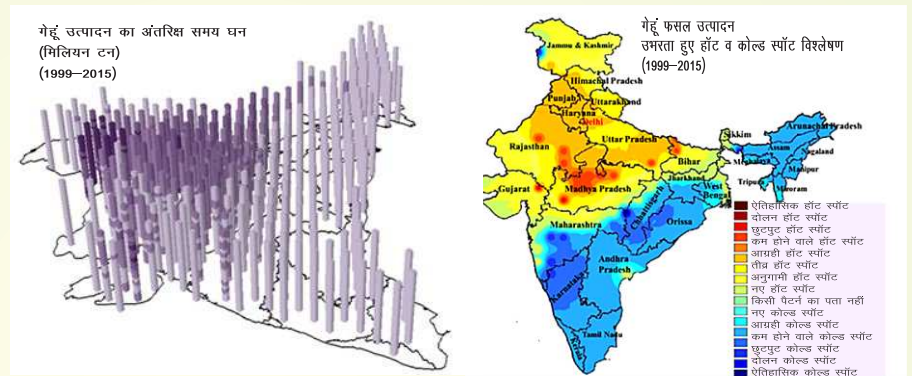 गेहूं उत्पादन का अंतरिक्ष समय घन
(मिलियन टन)
(1999–2015)
गेहूं फसल उत्पादन
उभरता हुए हॉट व कोल्ड स्पॉट विश्लेषण
(1999–2015)
Jammu & Kashmir
Himachal Pradesh
Punjab
Uttarakhand
Haryana
Delhi
Rajasthan
Uttar Pradesh
Sikkim
Arunachal Pradesh
Assam
Nagaland
Bihar
Manipur
Jharkhand
Tripura
Mizoram
Gujarat
Madhya Pradesh
West
Bengal
Chhattisgarh
Orissa
Maharashtra
Andhra
Pradesh
Karnatak
Tamil Nadu
Kerala
ऐतिहासिक हॉट स्पॉट
दोलन हॉट स्पॉट
छुटपुट हॉट स्पॉट
कम होने वाले हॉट स्पॉट
आग्रही हॉट स्पॉट
तीव्र हॉट स्पॉट
अनुगामी हॉट स्पॉट
नए हॉट स्पॉट
किसी पैटर्न का पता नहीं
नए कोल्ड स्पॉट
आग्रही कोल्ड स्पॉट
कम होने वाले कोल्ड स्पॉट
छुटपुट कोल्ड स्पॉट
दोलन कोल्ड स्पॉट
ऐतिहासिक कोल्ड स्पॉट